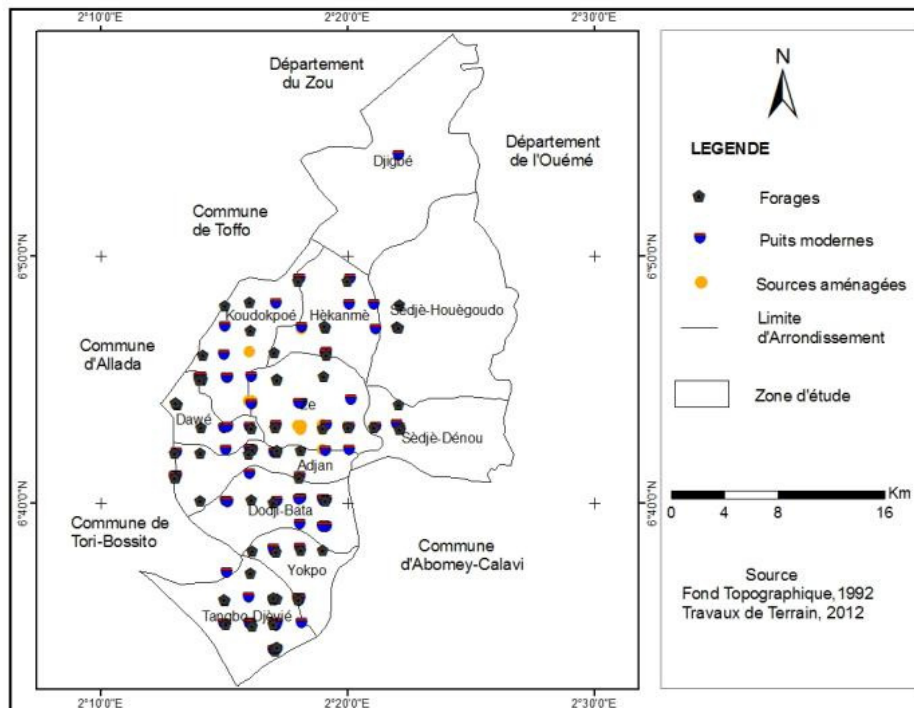 2°10'0"E
2°20'0"E
2°30'0"E
Département
du Zou
Département
de l'Ouémé
Djigbé
Commune
de Toffo
6°50'0"N
6°50'0"N
Koudokpoé
Hèkanmè
Sèdjè-Houègoudo
Commune
d'Allada
Ze
Dawé
Sèdjè-Dénou
Adjan
6°40'0"N
6°40'0"N
Dodji-Bata
Commune de
Tori-Bossito
Commune
d'Abomey-Calavi
Yokpo
Tangbo-Djèvié
2°10'0"E
2°20'0"E
2°30'0"E
N
LEGENDE
Forages
Puits modernes
Sources aménagées
Limite
d'Arrondissement
Zone d'étude
Km
0 4 8 16
Source
Fond Topographique,1992
Travaux de Terrain, 2012